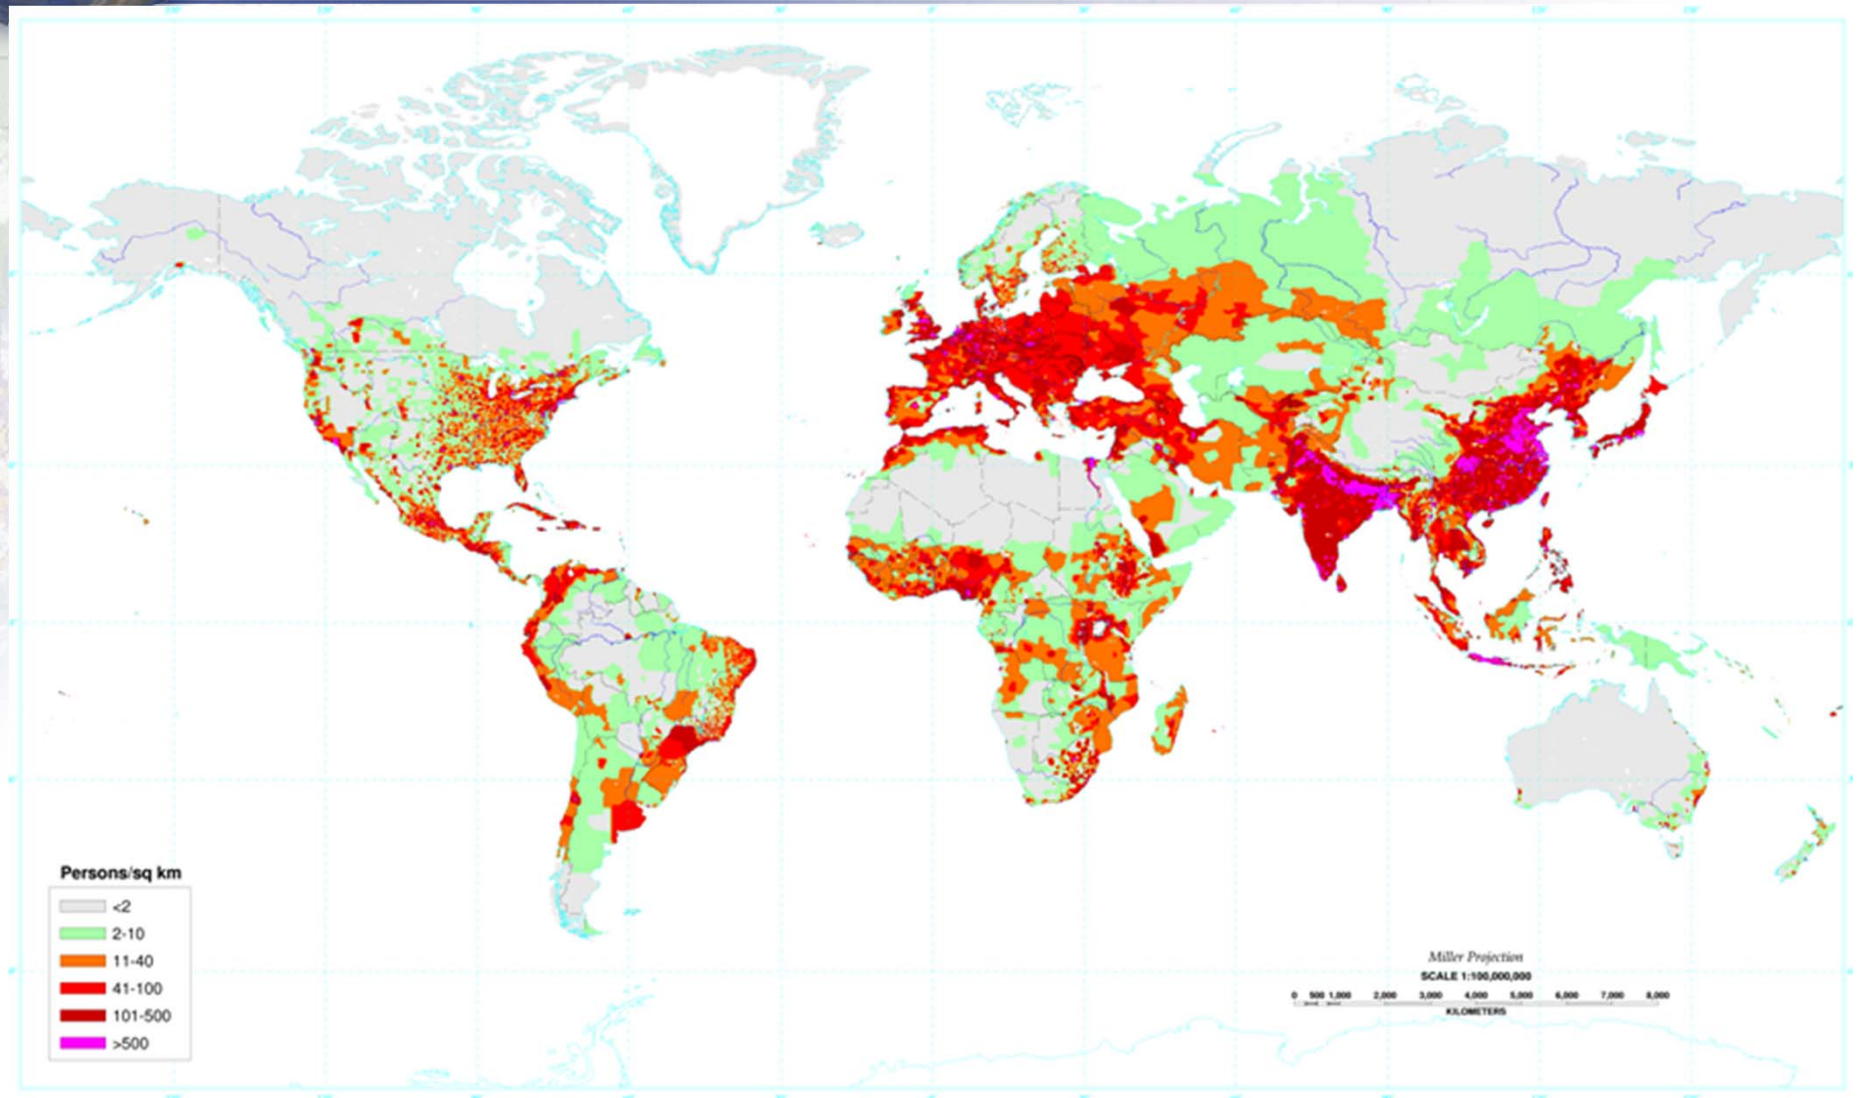 Persons/sq km
<2
2-10
11-40
41-100
101-500
>500
Miller Projection
SCALE 1:100,000,000
0 500 1,000 2,000 3,000 4,000 5,000 6,000 7,000 8,000
KILOMETERS